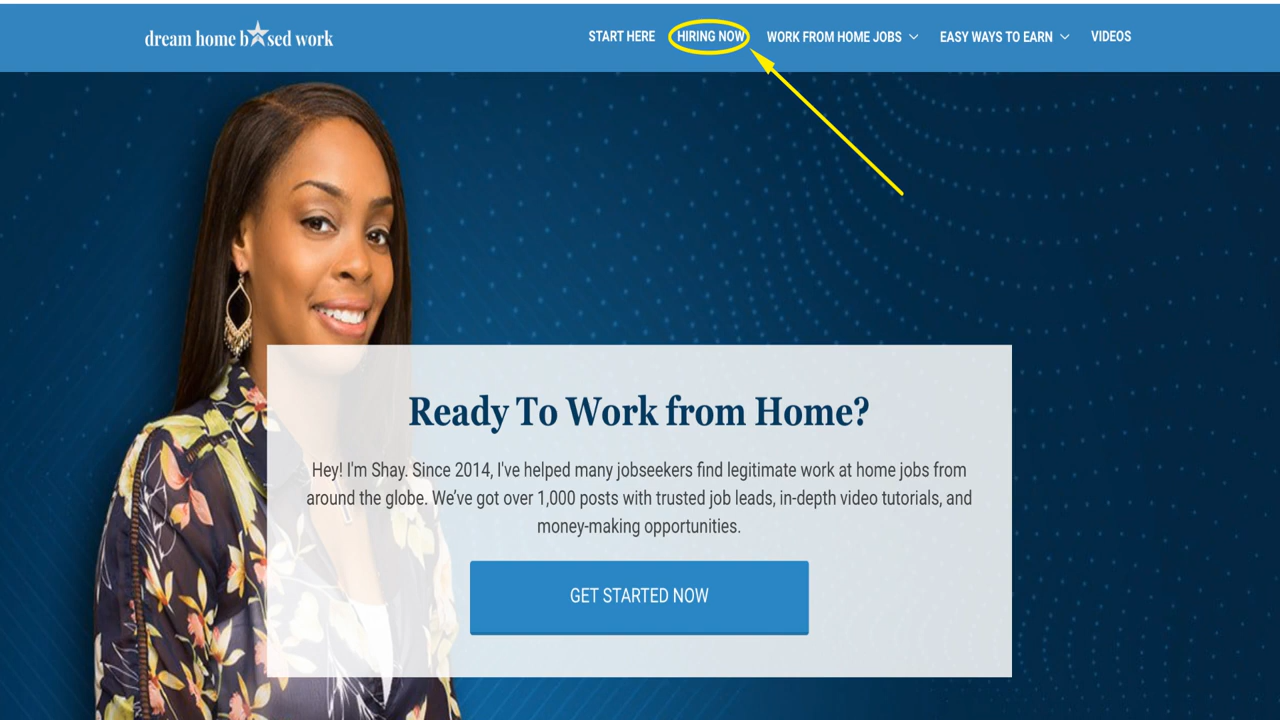 dream home b★sed work
START HERE
HIRING NOW
WORK FROM HOME JOBS
EASY WAYS TO EARN
VIDEOS
Ready To Work from Home?
Hey! I'm Shay. Since 2014, I've helped many jobseekers find legitimate work at home jobs from
around the globe. We've got over 1,000 posts with trusted job leads, in-depth video tutorials, and
money-making opportunities.
GET STARTED NOW